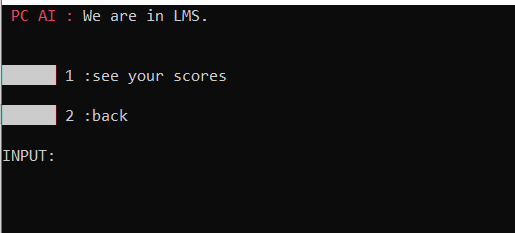 PC AI : We are in LMS.
1 :see your scores
2 :back
INPUT: